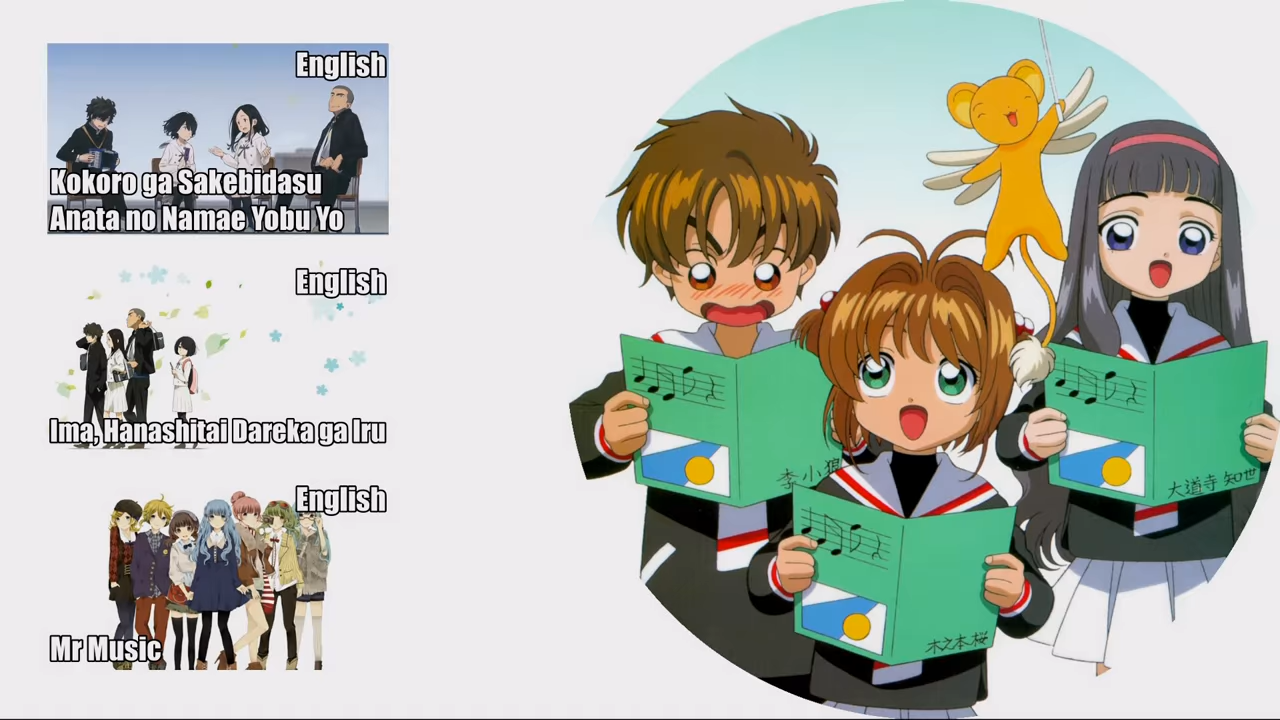 English
Kokoro ga Sakebidasu
Anata no Namae Yobu Yo
English
Ima, Hanashitai Dareka ga Iru
English
Mr Music
李小狼
大道寺 知世
木之本桜